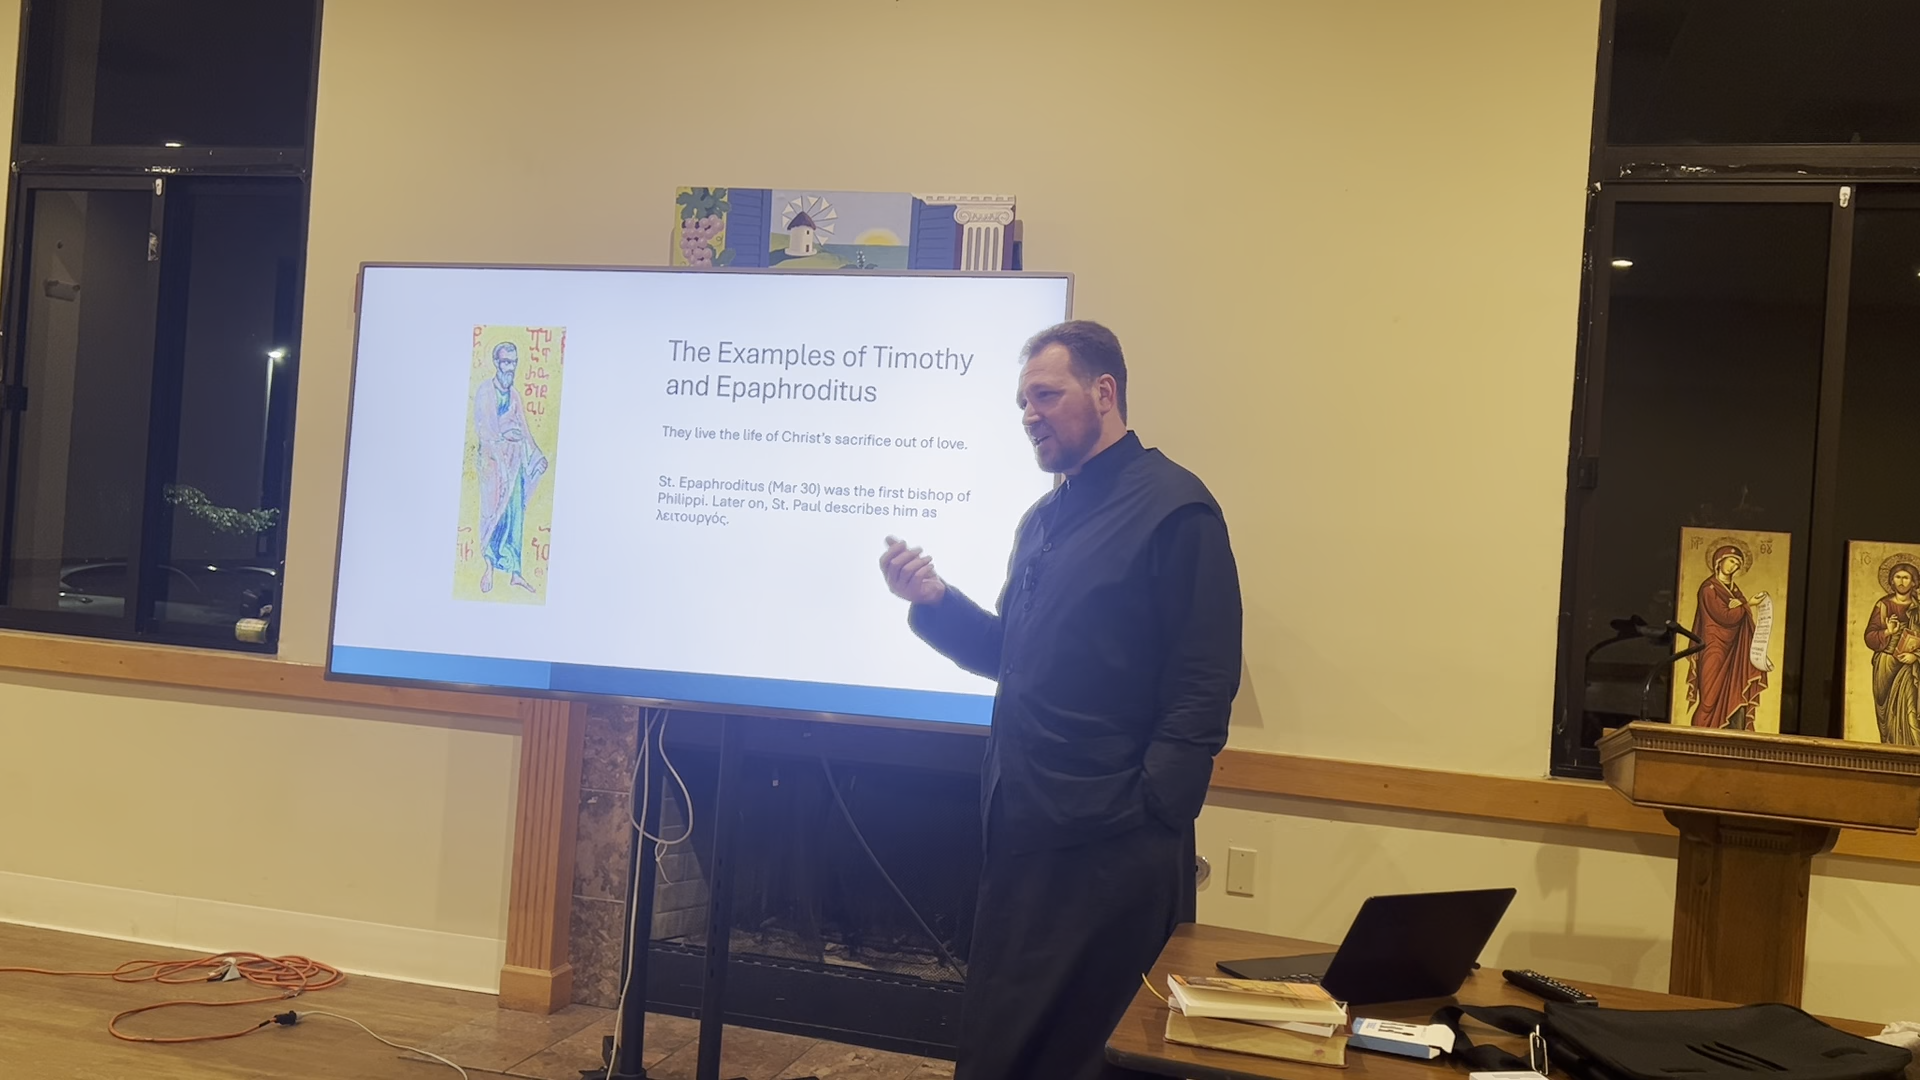 The Examples of Timothy
and Epaphroditus
They live the life of Christ's sacrifice out of love.
St. Epaphroditus (Mar 30) was the first bishop of
Philippi. Later on, St. Paul describes him as
λειτουργός.